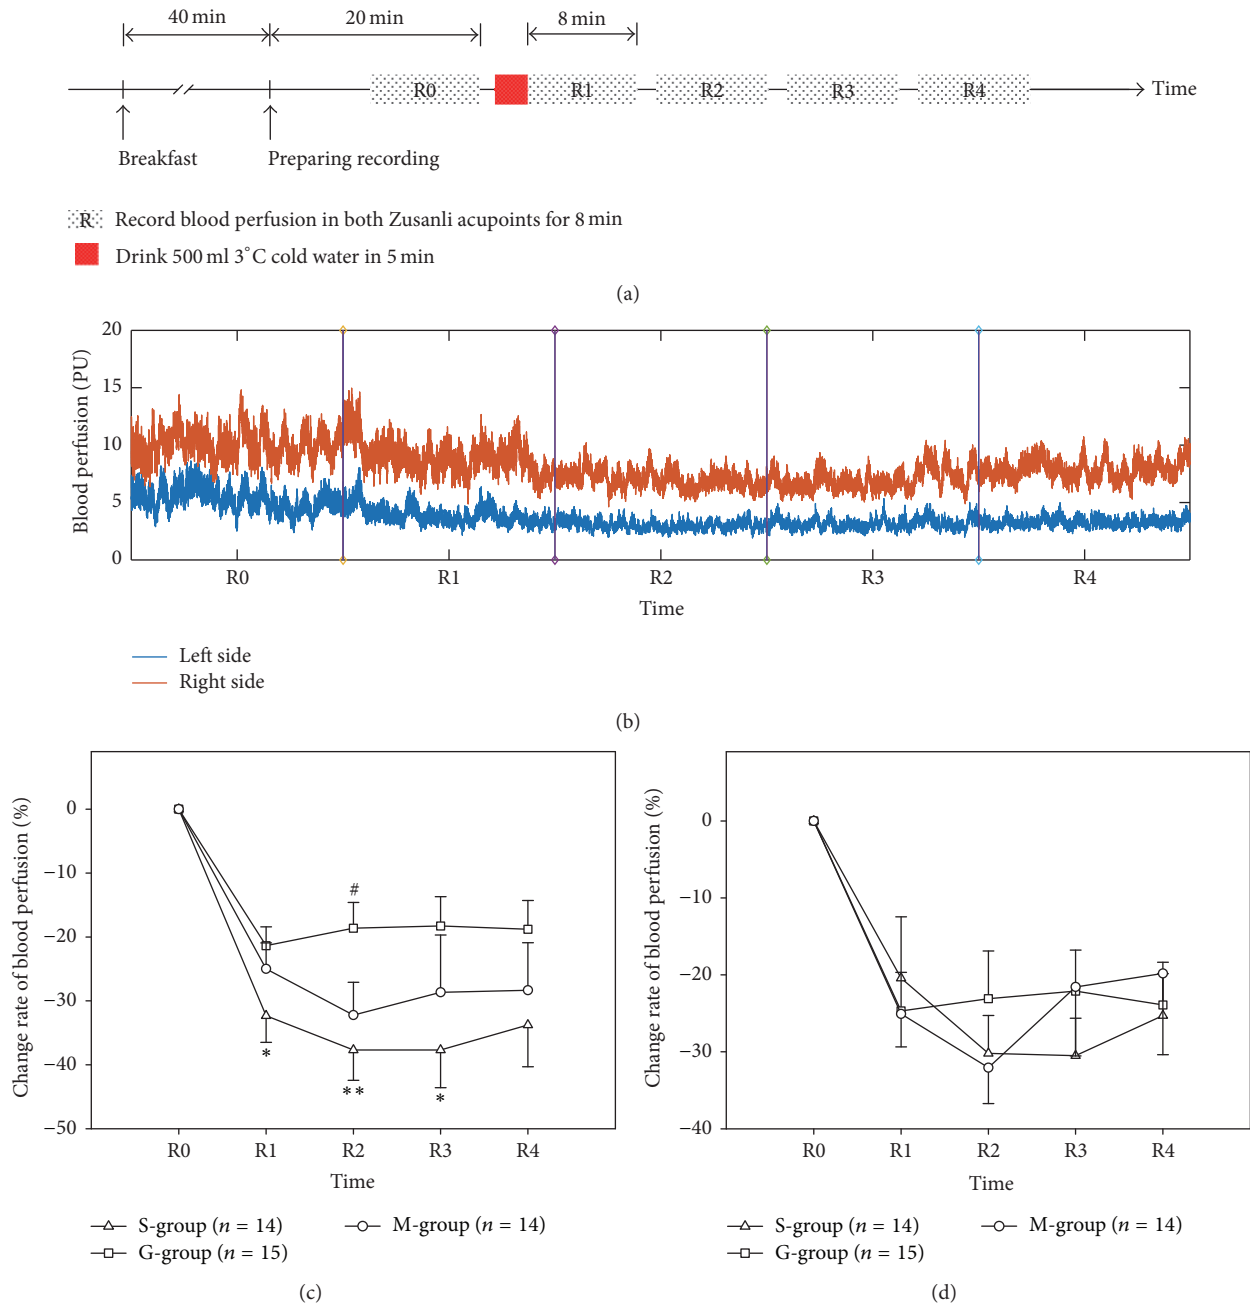 40 min 20 min 8 min
R0 R1 R2 R3 R4 Time
Breakfast Preparing recording
R Record blood perfusion in both Zusanli acupoints for 8 min
Drink 500 ml 3°C cold water in 5 min
(a)
Blood perfusion (PU)
20
15
10
5
0
R0 R1 R2 R3 R4
Time
Left side
Right side
(b)
Change rate of blood perfusion (%)
0
−10
−20
−30
−40
−50
#
*
**
*
R0 R1 R2 R3 R4
Time
S-group (n = 14) M-group (n = 14)
G-group (n = 15)
(c)
Change rate of blood perfusion (%)
0
−10
−20
−30
−40
R0 R1 R2 R3 R4
Time
S-group (n = 14) M-group (n = 14)
G-group (n = 15)
(d)